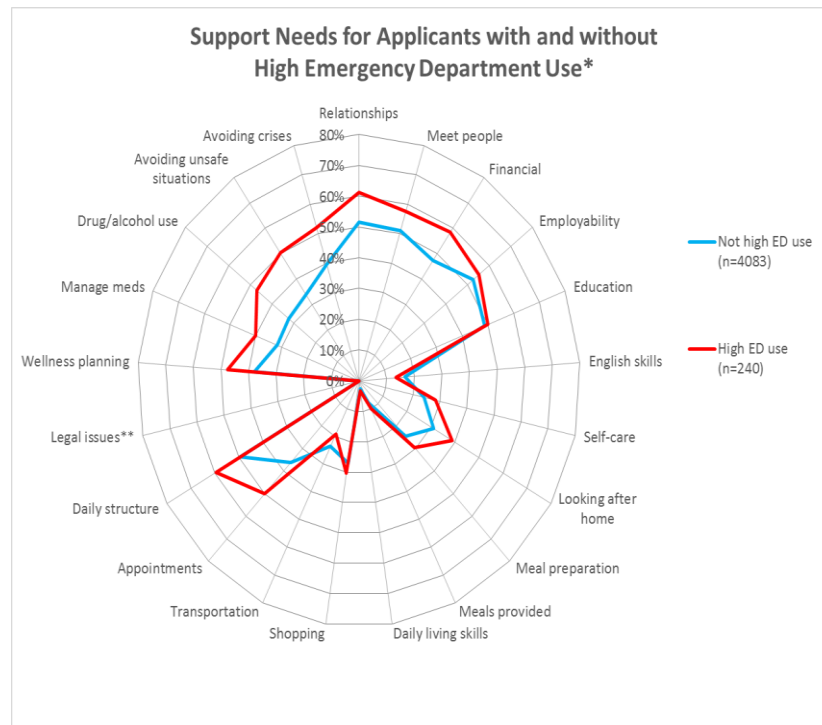 Support Needs for Applicants with and without
High Emergency Department Use*
Relationships
Meet people
Financial
Employability
Education
English skills
Self-care
Looking after
home
Meal preparation
Meals provided
Daily living skills
Shopping
Transportation
Appointments
Daily structure
Legal issues**
Wellness planning
Manage meds
Drug/alcohol use
Avoiding unsafe
situations
Avoiding crises
80%
70%
60%
50%
40%
30%
20%
10%
0%
Not high ED use
(n=4083)
High ED use
(n=240)